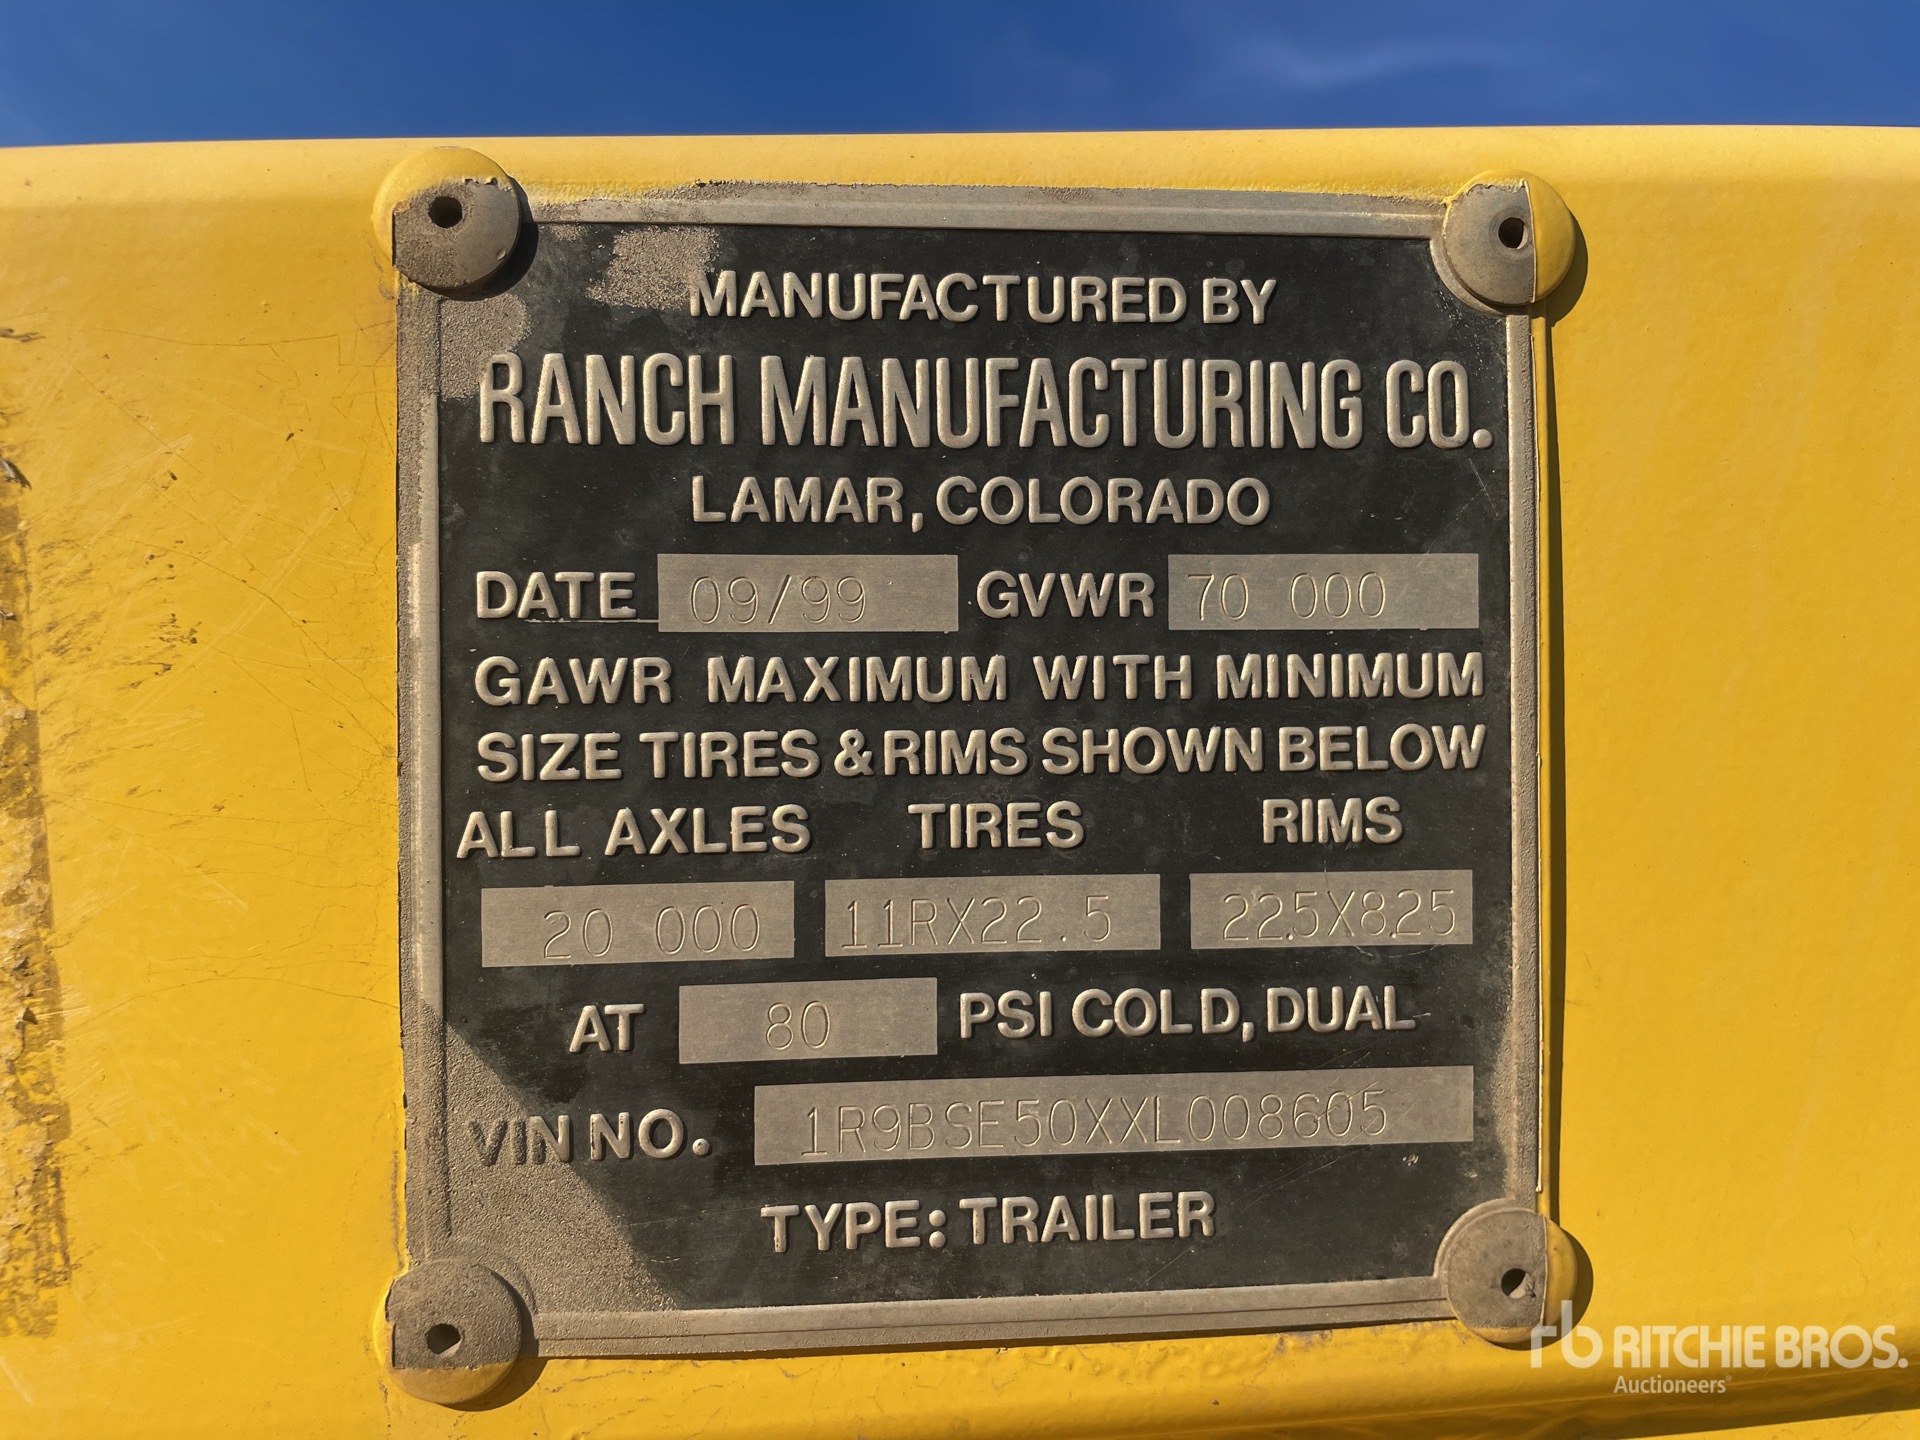 MANUFACTURED BY
RANCH MANUFACTURING CO.
LAMAR, COLORADO
DATE 09/99 GVWR 70 000
GAWR MAXIMUM WITH MINIMUM
SIZE TIRES & RIMS SHOWN BELOW
ALL AXLES TIRES RIMS
20 000 11RX22.5 22.5X8.25
AT 80 PSI COLD, DUAL
VIN NO. 1R9BSE50XXL008605
TYPE: TRAILER
rb RITCHIE BROS.
Auctioneers